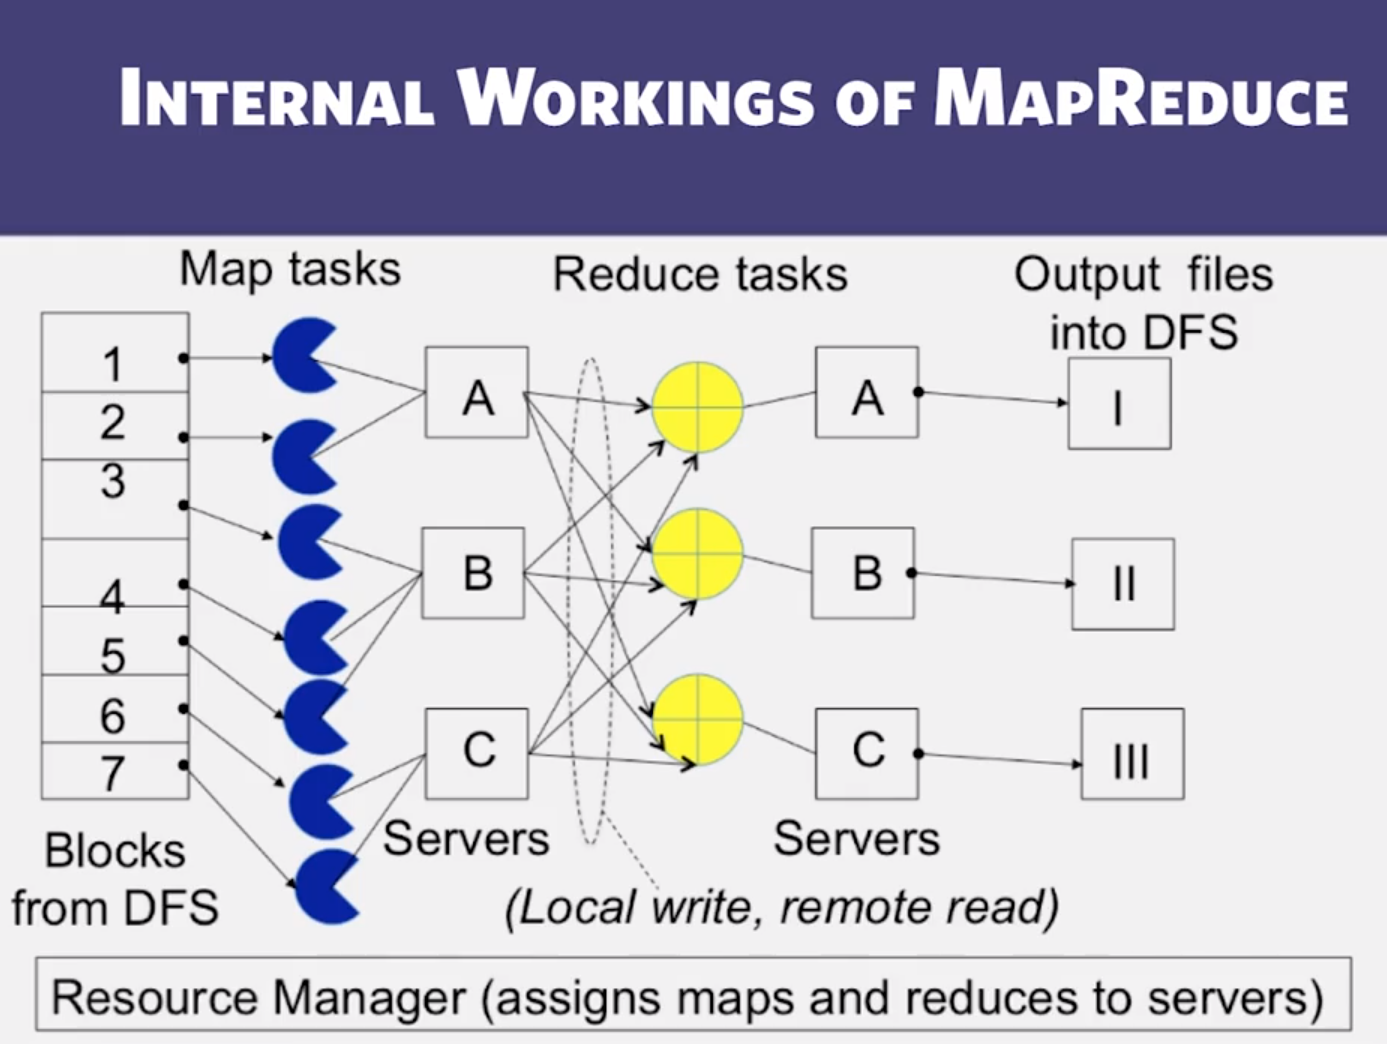 INTERNAL WORKINGS OF MAPREDUCE
Map tasks
Reduce tasks
Output files
into DFS
1
2
3
4
5
6
7
A
B
C
A
B
C
I
II
III
Blocks
from DFS
Servers
Servers
(Local write, remote read)
Resource Manager (assigns maps and reduces to servers)